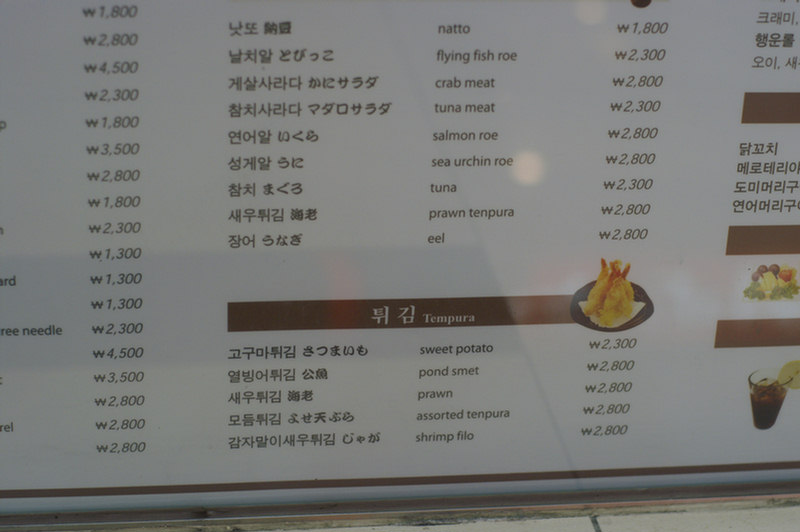 ₩1,800
₩2,800
₩4,500
₩2,300
₩1,800
₩3,500
₩2,800
₩1,800
₩2,300
₩1,300
₩1,300
₩1,300
ree needle ₩2,300
₩4,500
₩3,500
₩2,800
rel ₩2,800
₩2,800
낫또 納豆 natto ₩1,800
날치알 とびっこ flying fish roe ₩2,300
게살사라다 かにサラダ crab meat ₩2,800
참치사라다 マグロサラダ tuna meat ₩2,300
연어알 いくら salmon roe ₩2,800
성게알 うに sea urchin roe ₩2,800
참치 まぐろ tuna ₩2,300
새우튀김 海老 prawn tenpura ₩2,800
장어 うなぎ eel ₩2,800
튀김 Tempura
고구마튀김 さつまいも sweet potato ₩2,300
열빙어튀김 公魚 pond smet ₩2,800
새우튀김 海老 prawn ₩2,800
모듬튀김 よせ天ぷら assorted tenpura ₩2,800
감자말이새우튀김 じゃが shrimp filo ₩2,800
크래미,
행운롤
오이, 새우
닭꼬치
메로테리야
도미머리구
연어머리구이